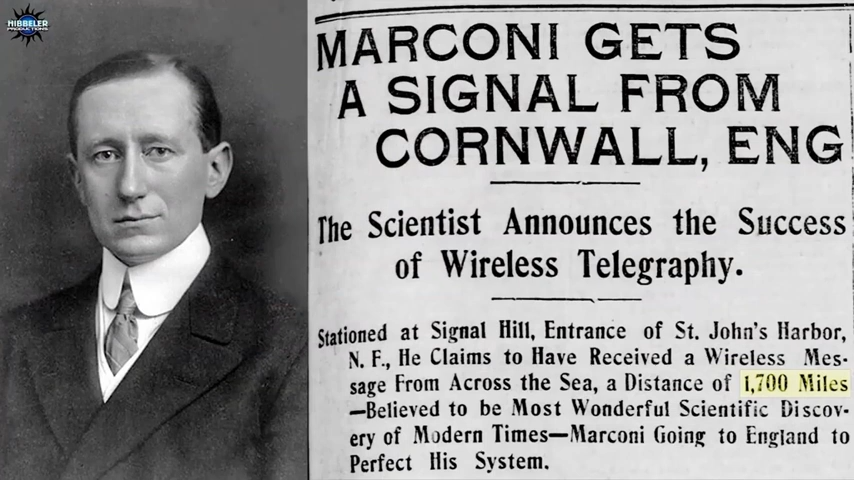 NIBBELER
PRODUCTIONS
MARCONI GETS
A SIGNAL FROM
CORNWALL, ENG
The Scientist Announces the Success
of Wireless Telegraphy.
Stationed at Signal Hill, Entrance of St. John's Harbor,
N. F., He Claims to Have Received a Wireless Mes-
sage From Across the Sea, a Distance of 1,700 Miles
—Believed to be Most Wonderful Scientific Discov-
ery of Modern Times—Marconi Going to England to
Perfect His System.